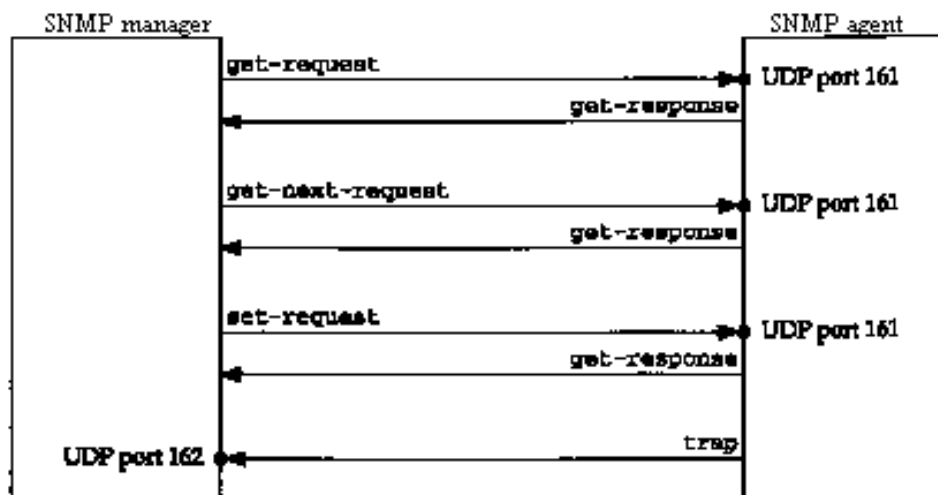 SNMP manager
SNMP agent
get-request
UDP port 161
get-response
get-next-request
UDP port 161
get-response
set-request
UDP port 161
get-response
trap
UDP port 162